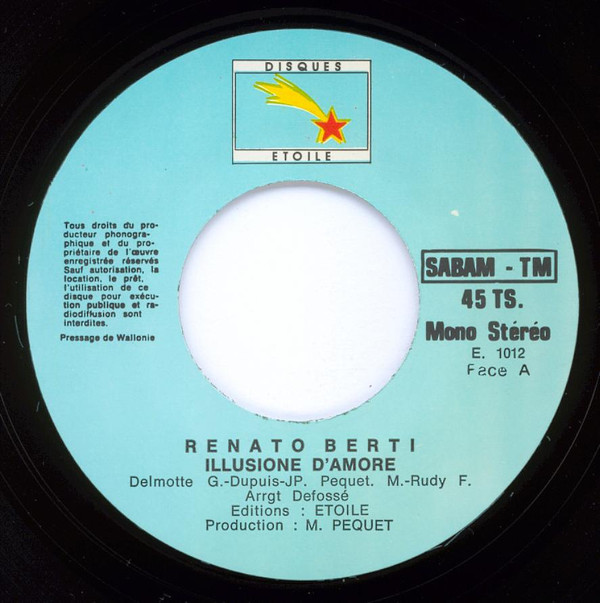 DISQUES
ETOILE
Tous droits du pro-
ducteur phonogra-
phique et du pro-
priétaire de l'œuvre
enregistrée réservés
Sauf autorisation, la
location, le prêt,
l'utilisation de ce
disque pour exécu-
tion publique et ra-
diodiffusion sont
interdites.
Pressage de Wallonie
SABAM - TM
45 TS.
Mono Stéréo
E. 1012
Face A
RENATO BERTI
ILLUSIONE D'AMORE
Delmotte G.-Dupuis-JP. Pequet. M.-Rudy F.
Arrgt Defossé
Editions : ETOILE
Production : M. PEQUET